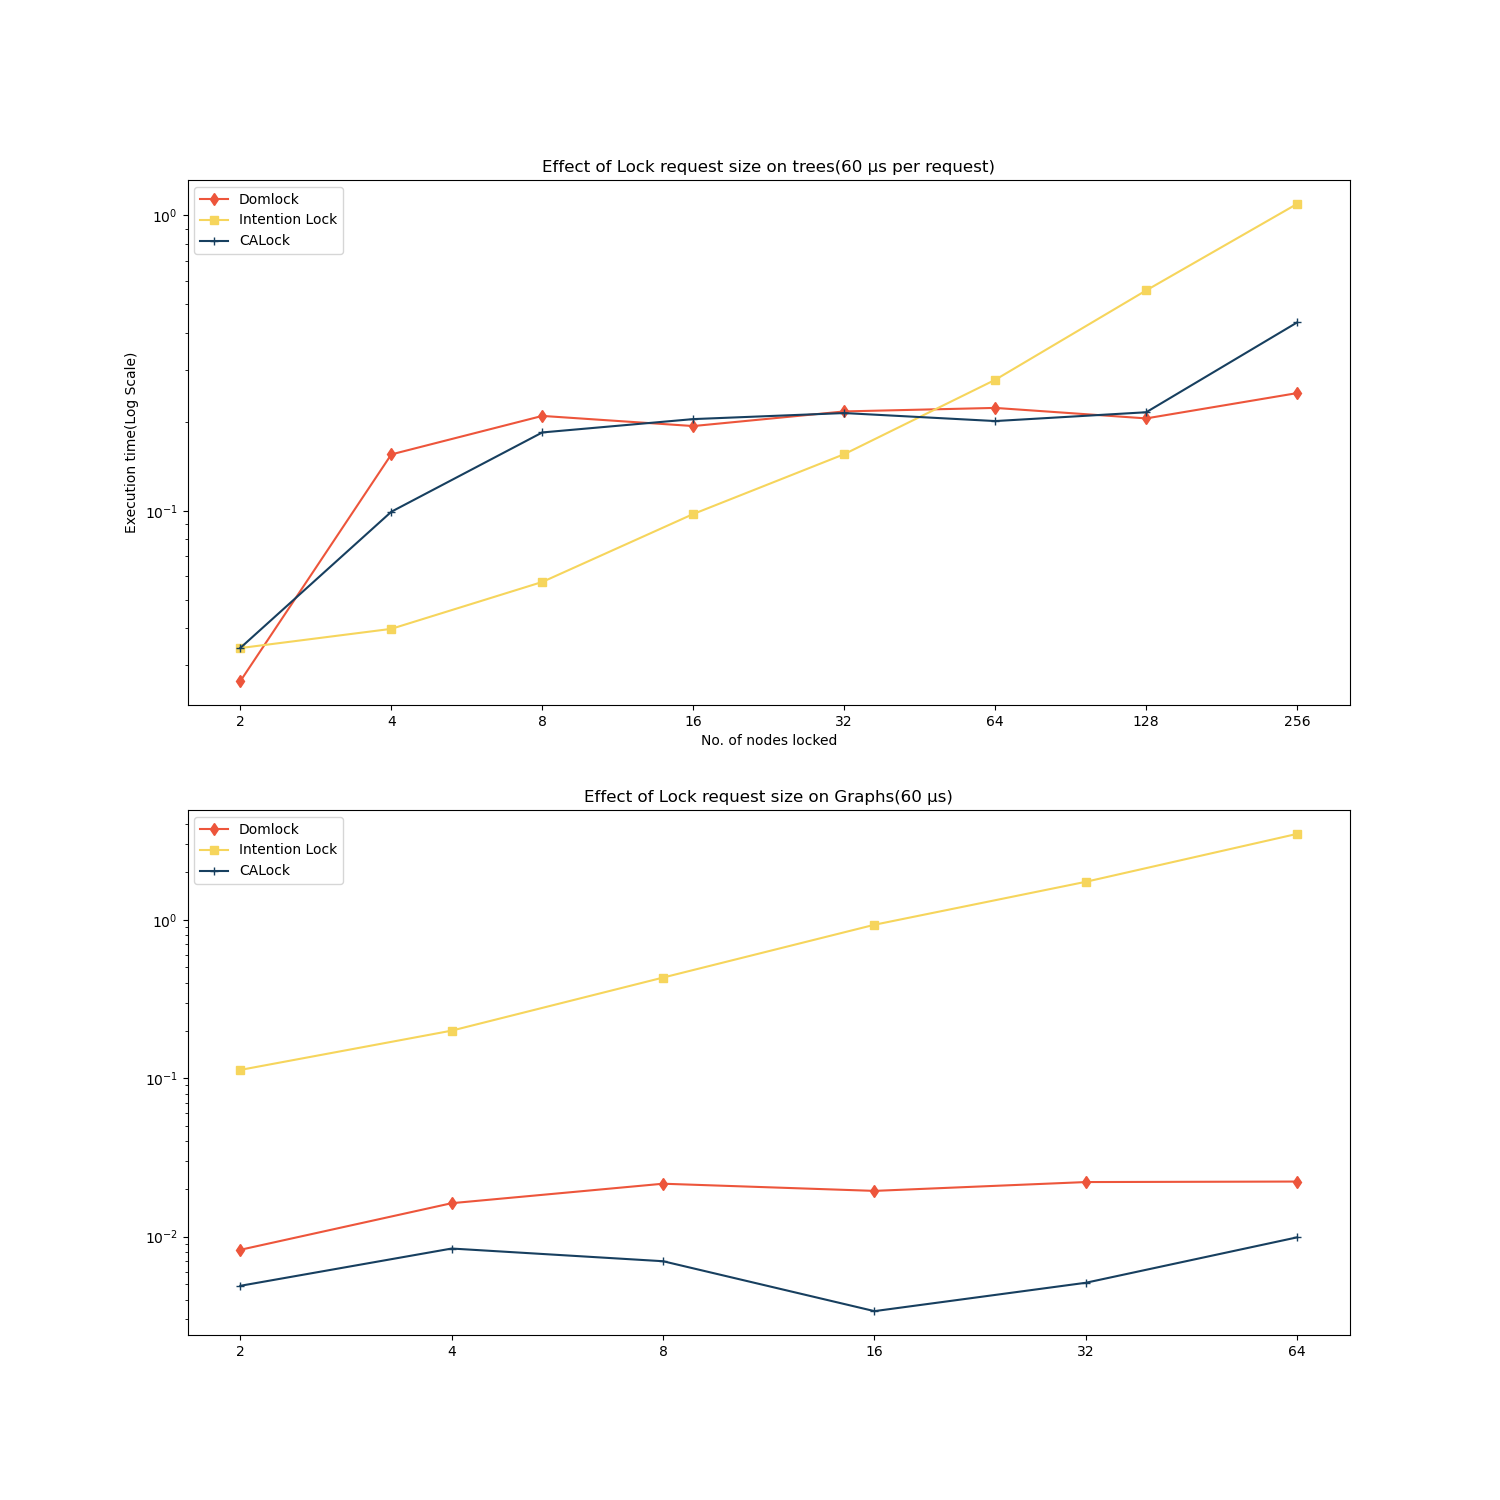 Effect of Lock request size on trees(60 µs per request)
Domlock
Intention Lock
CALock
10⁰
10⁻¹
Execution time(Log Scale)
2 4 8 16 32 64 128 256
No. of nodes locked
Effect of Lock request size on Graphs(60 µs)
Domlock
Intention Lock
CALock
10⁰
10⁻¹
10⁻²
2 4 8 16 32 64